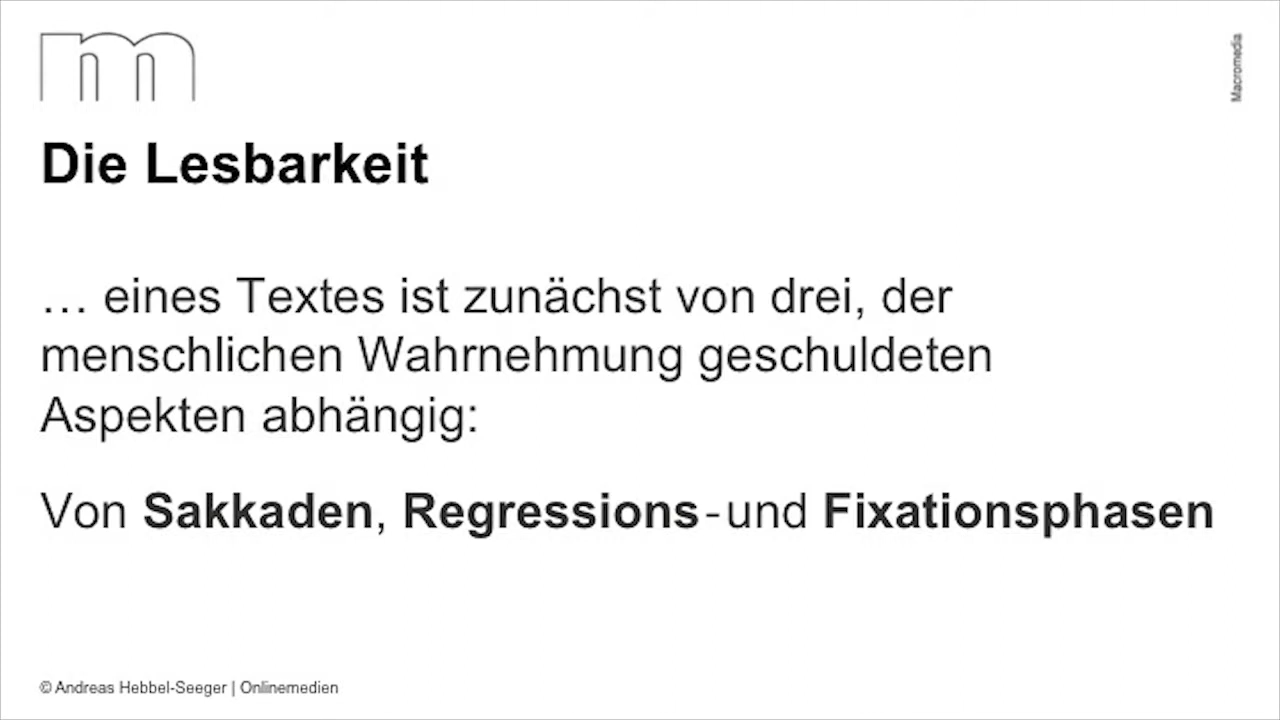 m
Macromedia
Die Lesbarkeit
… eines Textes ist zunächst von drei, der
menschlichen Wahrnehmung geschuldeten
Aspekten abhängig:
Von Sakkaden, Regressions-und Fixationsphasen
© Andreas Hebbel-Seeger | Onlinemedien